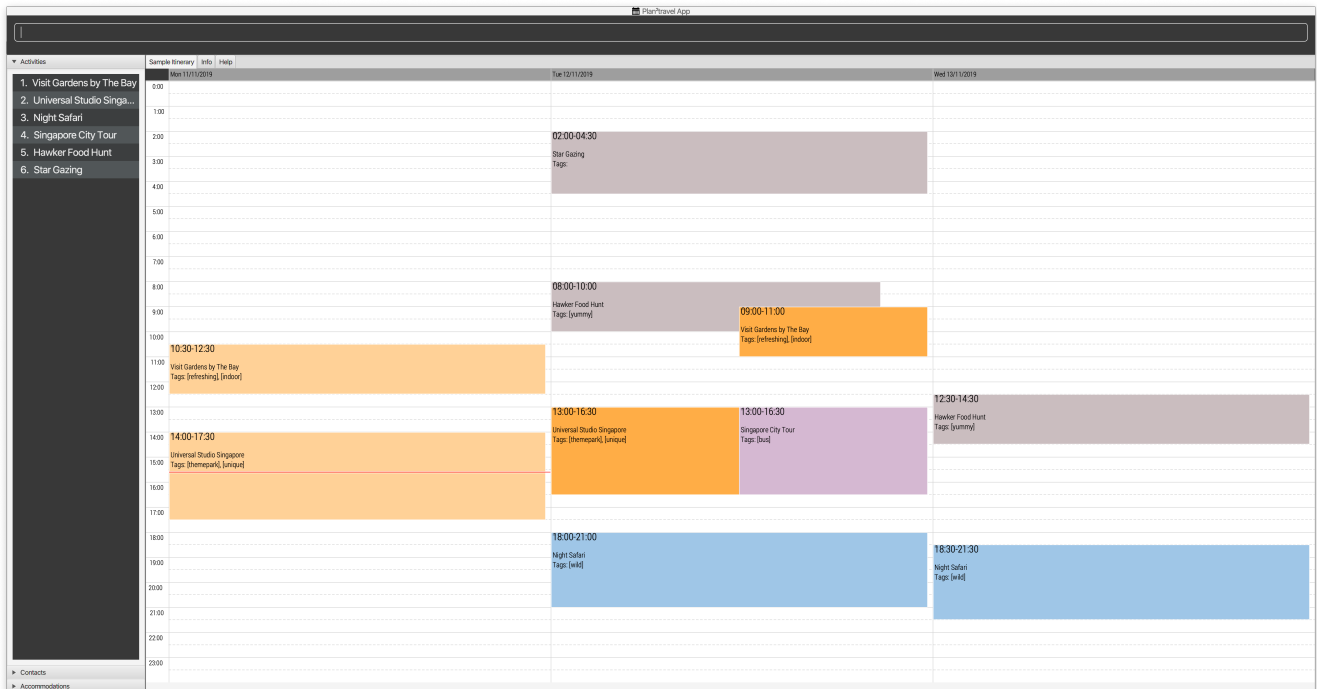 Plan²travel App
Activities
1. Visit Gardens by The Bay
2. Universal Studio Singa...
3. Night Safari
4. Singapore City Tour
5. Hawker Food Hunt
6. Star Gazing
Contacts
Accommodations
Sample Itinerary Info Help
Mon 11/11/2019 Tue 12/11/2019 Wed 13/11/2019
0:00
1:00
2:00
3:00
4:00
5:00
6:00
7:00
8:00
9:00
10:00
11:00
12:00
13:00
14:00
15:00
16:00
17:00
18:00
19:00
20:00
21:00
22:00
23:00
10:30-12:30
Visit Gardens by The Bay
Tags: [refreshing], [indoor]
14:00-17:30
Universal Studio Singapore
Tags: [themepark], [unique]
02:00-04:30
Star Gazing
Tags:
08:00-10:00
Hawker Food Hunt
Tags: [yummy]
09:00-11:00
Visit Gardens by The Bay
Tags: [refreshing], [indoor]
13:00-16:30
Universal Studio Singapore
Tags: [themepark], [unique]
13:00-16:30
Singapore City Tour
Tags: [bus]
18:00-21:00
Night Safari
Tags: [wild]
12:30-14:30
Hawker Food Hunt
Tags: [yummy]
18:30-21:30
Night Safari
Tags: [wild]